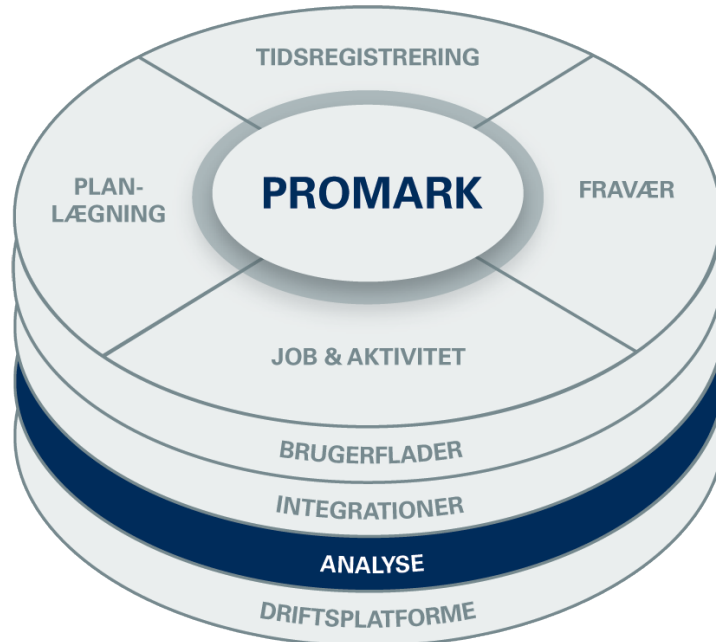 TIDSREGISTRERING
PLAN-
LÆGNING
PROMARK
FRAVÆR
JOB & AKTIVITET
BRUGERFLADER
INTEGRATIONER
ANALYSE
DRIFTSPLATFORME